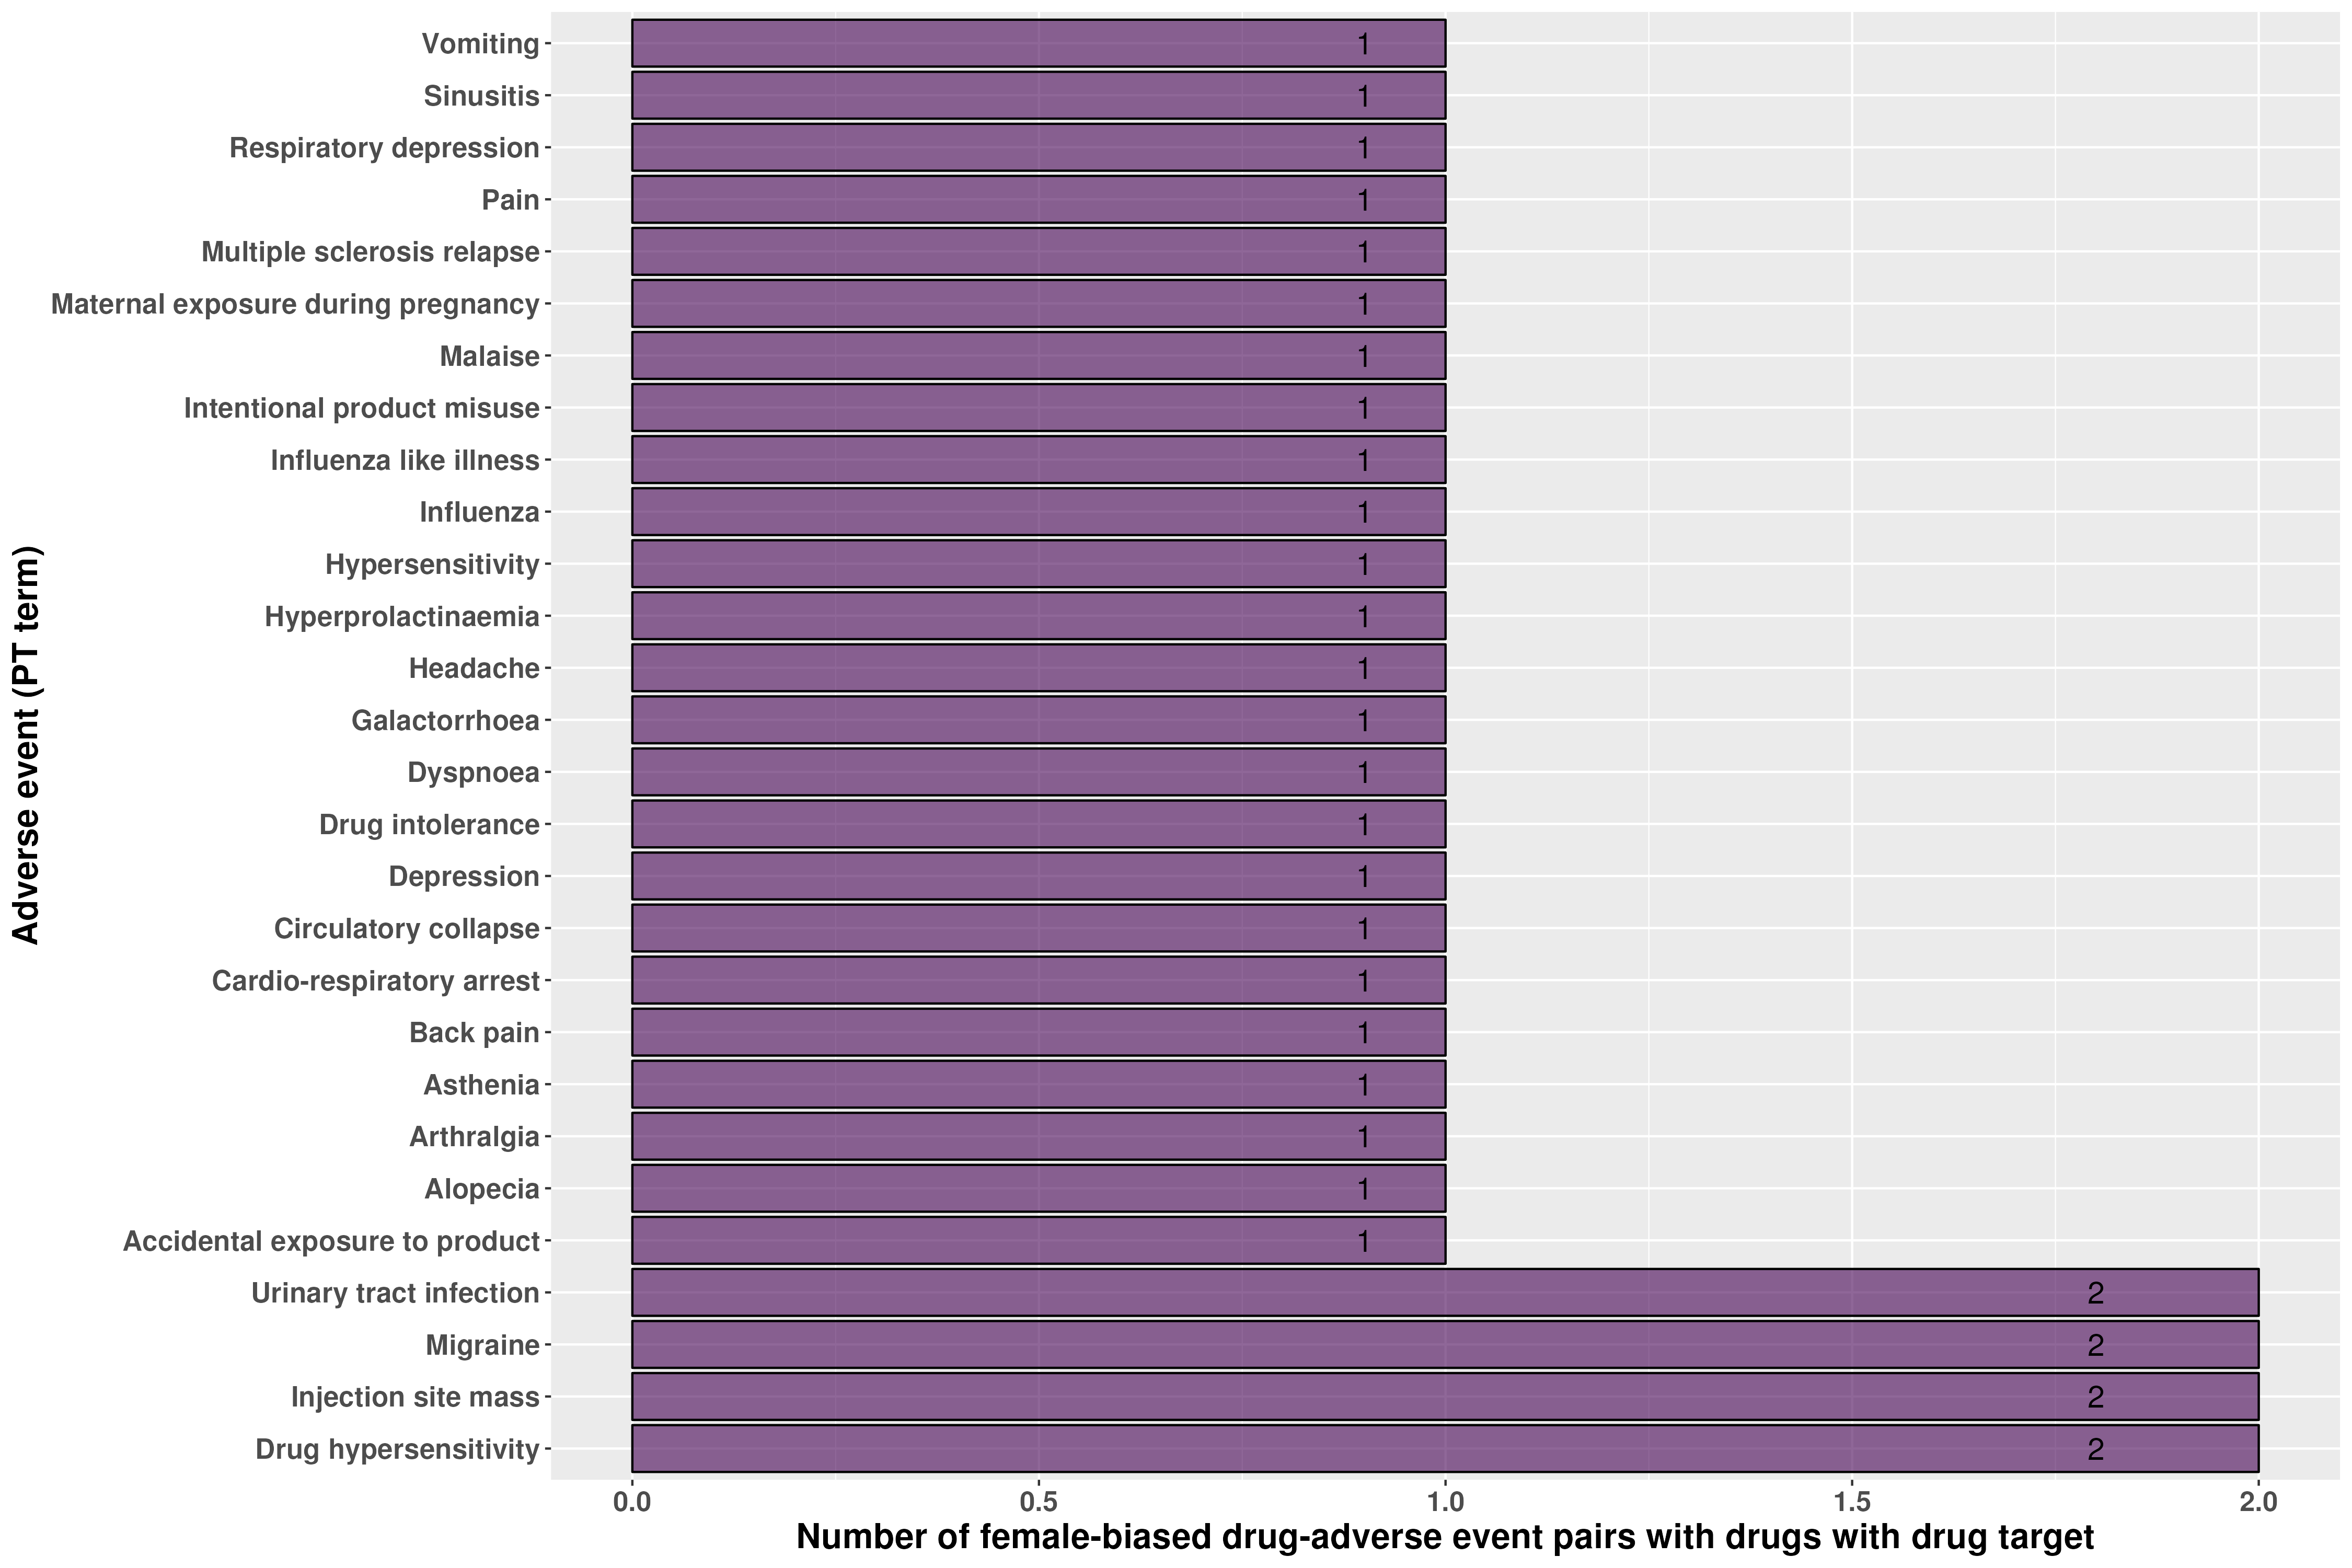 Adverse event (PT term)
Vomiting 1
Sinusitis 1
Respiratory depression 1
Pain 1
Multiple sclerosis relapse 1
Maternal exposure during pregnancy 1
Malaise 1
Intentional product misuse 1
Influenza like illness 1
Influenza 1
Hypersensitivity 1
Hyperprolactinaemia 1
Headache 1
Galactorrhoea 1
Dyspnoea 1
Drug intolerance 1
Depression 1
Circulatory collapse 1
Cardio-respiratory arrest 1
Back pain 1
Asthenia 1
Arthralgia 1
Alopecia 1
Accidental exposure to product 1
Urinary tract infection 2
Migraine 2
Injection site mass 2
Drug hypersensitivity 2
0.0 0.5 1.0 1.5 2.0
Number of female-biased drug-adverse event pairs with drugs with drug target